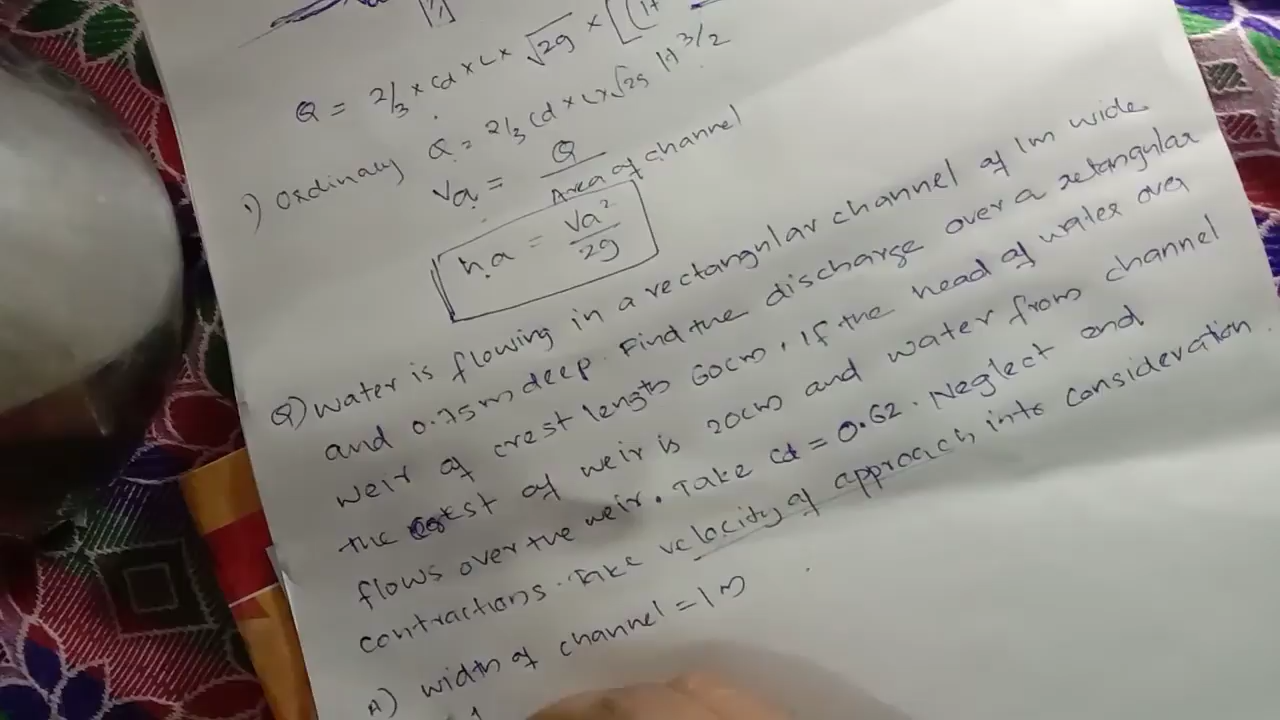 Q = 2/3 × Cd × L × √2g × [(H
1) Ordinary Q = 2/3 Cd × L × √2g H^3/2
Va = Q / Area of channel
ha = Va² / 2g
Q) Water is flowing in a rectangular channel of 1m wide
and 0.75m deep. Find the discharge over a retangular
weir of crest length 60cm, If the head of water over
the crest of weir is 20cm and water from channel
flows over the weir. Take Cd = 0.62. Neglect end
contractions. Take velocity of approach into consideration.
A) width of channel = 1m